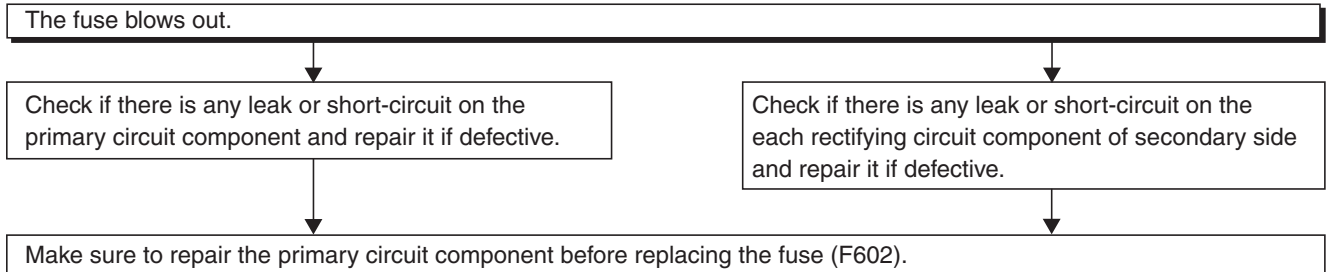 The fuse blows out.
Check if there is any leak or short-circuit on the
primary circuit component and repair it if defective.
Check if there is any leak or short-circuit on the
each rectifying circuit component of secondary side
and repair it if defective.
Make sure to repair the primary circuit component before replacing the fuse (F602).